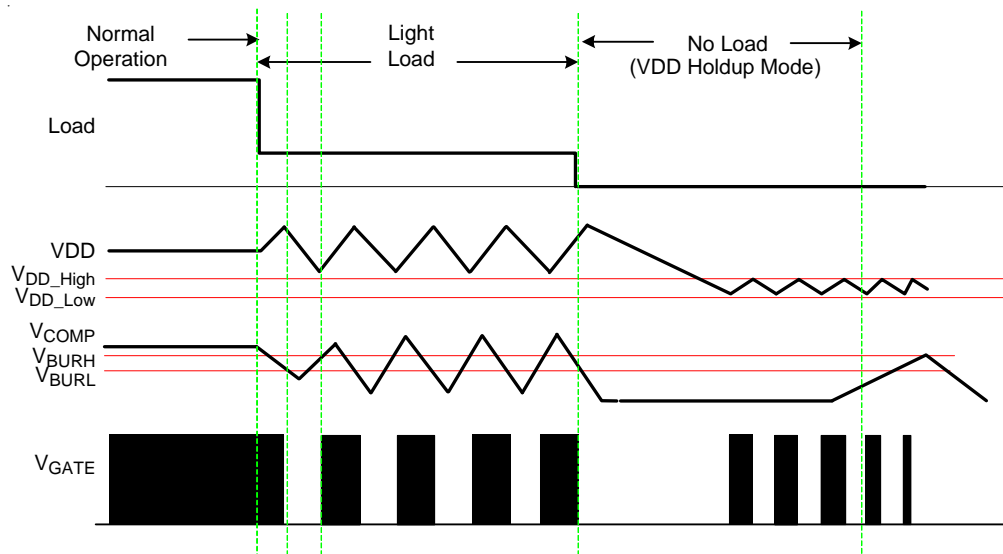 Normal
Operation
Light
Load
No Load
(VDD Holdup Mode)
Load
VDD
VDD_High
VDD_Low
VCOMP
VBURH
VBURL
VGATE